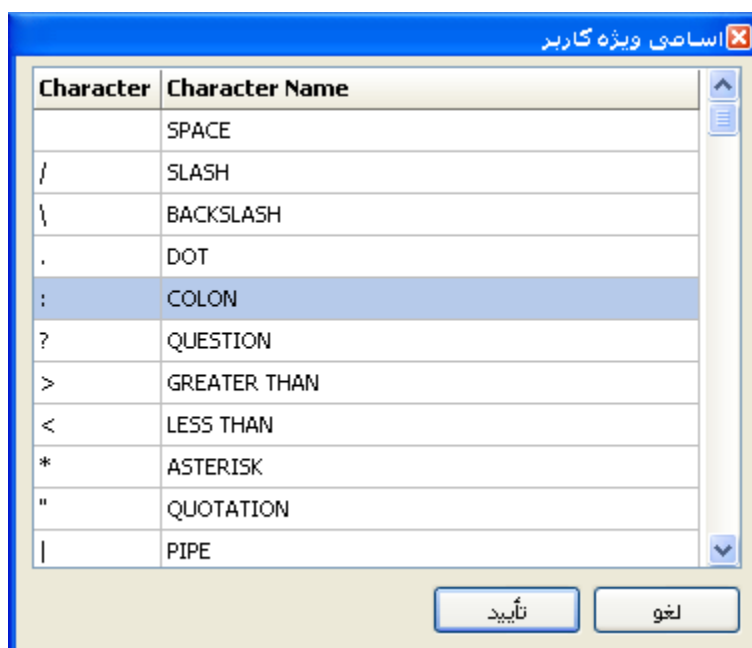 اسامی ویژه کاربر
Character Character Name
SPACE
/ SLASH
\ BACKSLASH
. DOT
: COLON
? QUESTION
> GREATER THAN
< LESS THAN
* ASTERISK
" QUOTATION
| PIPE
لغو تأیید